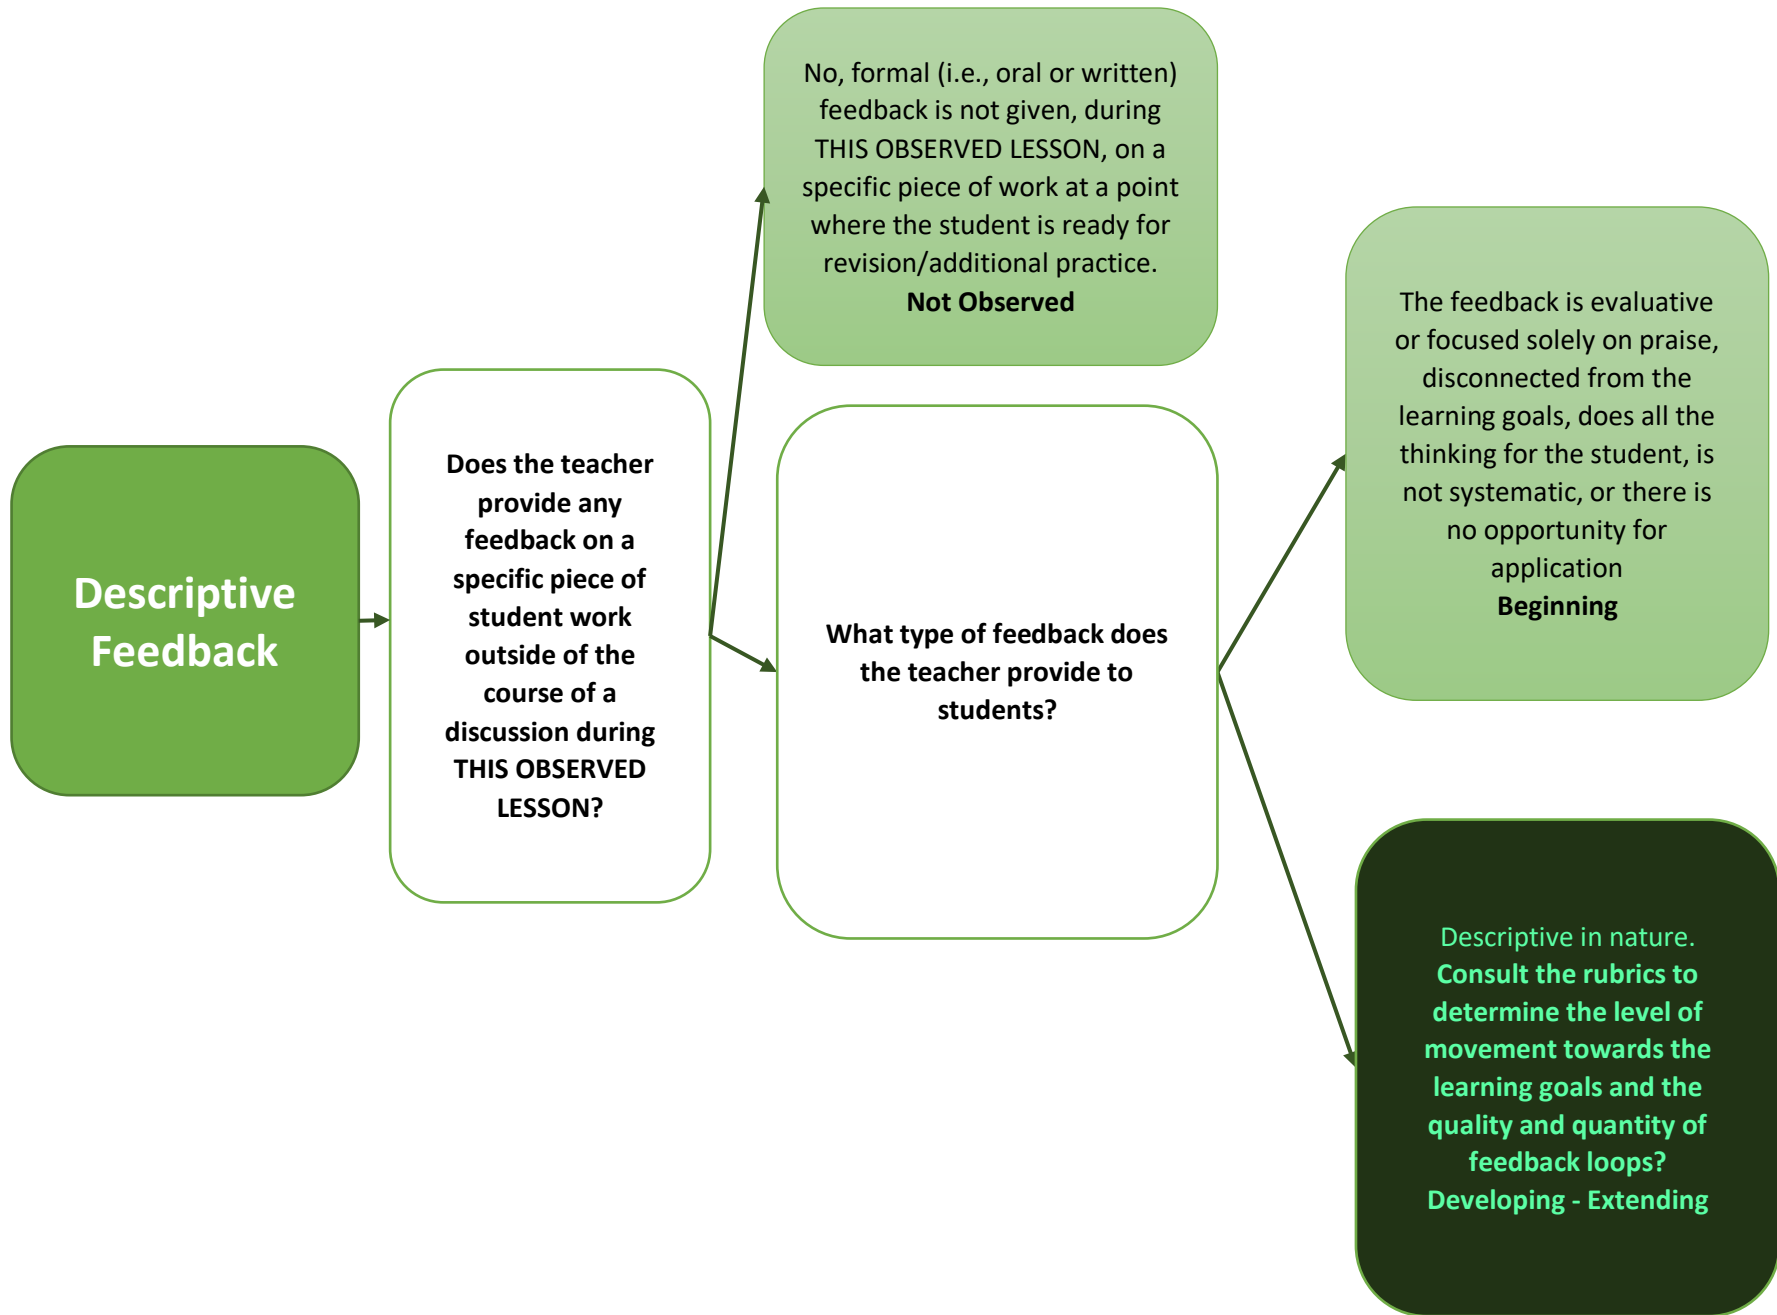 Descriptive
Feedback
Does the teacher
provide any
feedback on a
specific piece of
student work
outside of the
course of a
discussion during
THIS OBSERVED
LESSON?
No, formal (i.e., oral or written)
feedback is not given, during
THIS OBSERVED LESSON, on a
specific piece of work at a point
where the student is ready for
revision/additional practice.
Not Observed
What type of feedback does
the teacher provide to
students?
The feedback is evaluative
or focused solely on praise,
disconnected from the
learning goals, does all the
thinking for the student, is
not systematic, or there is
no opportunity for
application
Beginning
Descriptive in nature.
Consult the rubrics to
determine the level of
movement towards the
learning goals and the
quality and quantity of
feedback loops?
Developing - Extending